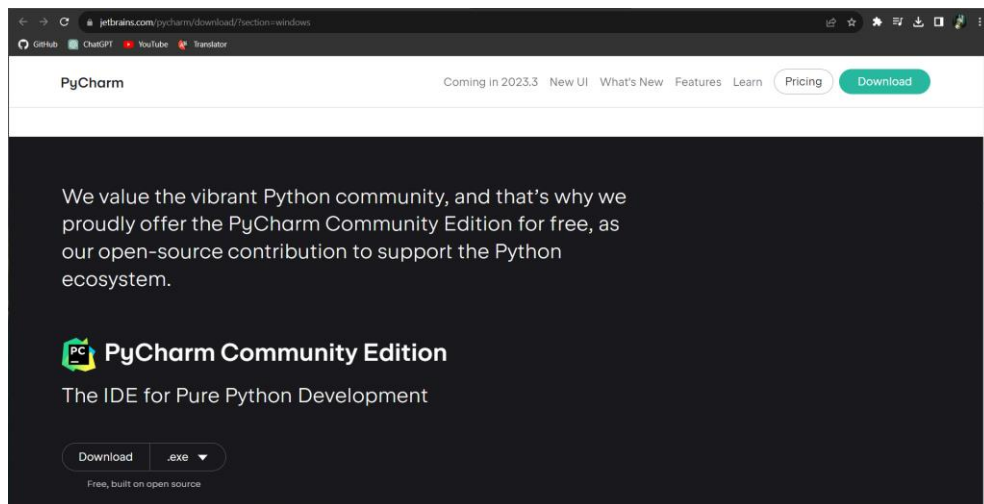 jetbrains.com/pycharm/download/?section=windows
GitHub ChatGPT YouTube Translator
PyCharm Coming in 2023.3 New UI What's New Features Learn Pricing Download
We value the vibrant Python community, and that's why we
proudly offer the PyCharm Community Edition for free, as
our open-source contribution to support the Python
ecosystem.
PC PyCharm Community Edition
The IDE for Pure Python Development
Download .exe
Free, built on open source